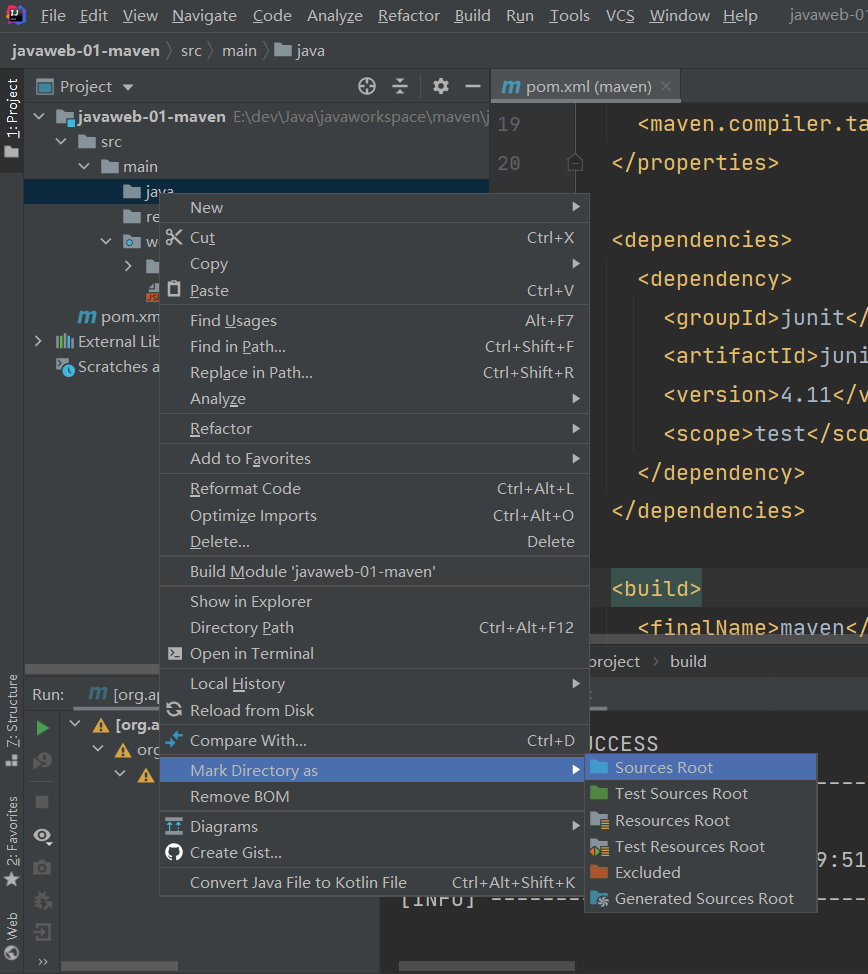 File Edit View Navigate Code Analyze Refactor Build Run Tools VCS Window Help javaweb-01
javaweb-01-maven src main java
1: Project
Project
pom.xml (maven)
javaweb-01-maven E:\dev\Java\javaworkspace\maven\j
src
main
java
re
w
pom.xm
External Lib
Scratches a
19 <maven.compiler.ta
20 </properties>
<dependencies>
<dependency>
<groupId>junit</
<artifactId>juni
<version>4.11</v
<scope>test</sco
</dependency>
</dependencies>
<build>
<finalName>maven</
project › build
New
Cut Ctrl+X
Copy
Paste Ctrl+V
Find Usages Alt+F7
Find in Path... Ctrl+Shift+F
Replace in Path... Ctrl+Shift+R
Analyze
Refactor
Add to Favorites
Reformat Code Ctrl+Alt+L
Optimize Imports Ctrl+Alt+O
Delete... Delete
Build Module 'javaweb-01-maven'
Show in Explorer
Directory Path Ctrl+Alt+F12
Open in Terminal
Local History
Reload from Disk
Compare With... Ctrl+D
Mark Directory as
Remove BOM
Diagrams
Create Gist...
Convert Java File to Kotlin File Ctrl+Alt+Shift+K
Sources Root
Test Sources Root
Resources Root
Test Resources Root
Excluded
Generated Sources Root
7: Structure
2: Favorites
Web
Run: [org.ap
[org.a
org
UCCESS
9:51
[INFO] ----------